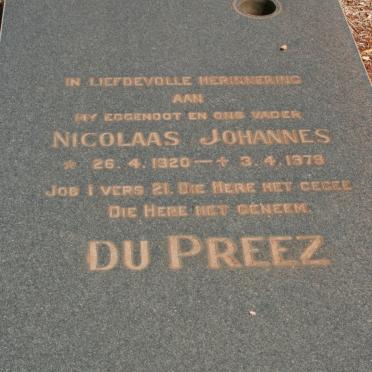 IN LIEFDEVOLLE HERINNERING
AAN
MY EGGENOOT EN ONS VADER
NICOLAAS JOHANNES
* 26. 4. 1920 — + 3. 4. 1979
JOB 1 VERS 21. DIE HERE HET GEGEE
DIE HERE HET GENEEM.
DU PREEZ